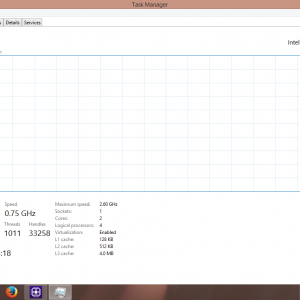 Task Manager
Details Services
Intel
Speed Maximum speed: 2.60 GHz
0.75 GHz Sockets: 1
Cores: 2
Threads Handles Logical processors: 4
1011 33258 Virtualization: Enabled
L1 cache: 128 KB
:18 L2 cache: 512 KB
L3 cache: 4.0 MB